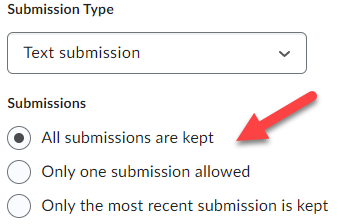 Submission Type
Text submission
Submissions
All submissions are kept
Only one submission allowed
Only the most recent submission is kept